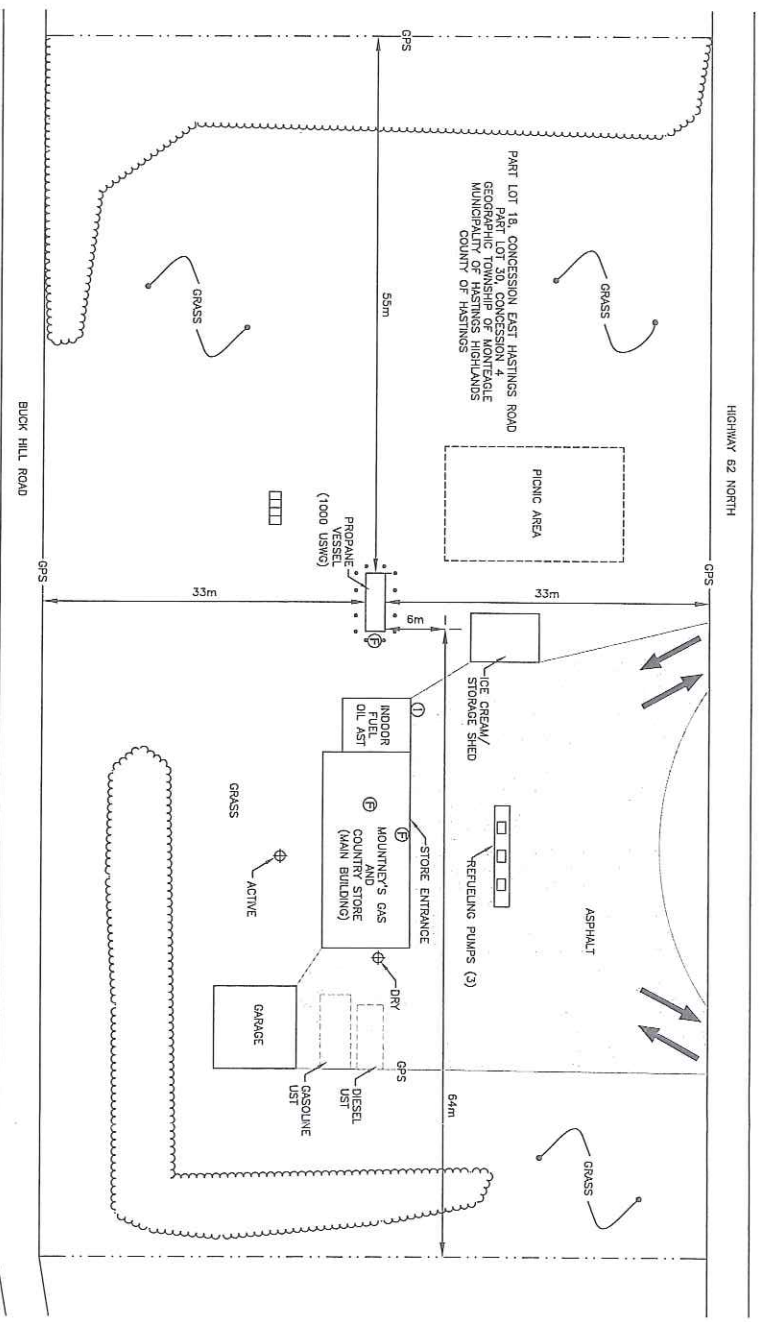 HIGHWAY 62 NORTH
GPS
GPS
GRASS
PART LOT 18, CONCESSION EAST HASTINGS ROAD
PART LOT 30, CONCESSION 4
GEOGRAPHIC TOWNSHIP OF MONTEAGLE
MUNICIPALITY OF HASTINGS HIGHLANDS
COUNTY OF HASTINGS
PICNIC AREA
33m
ICE CREAM/
STORAGE SHED
ASPHALT
REFUELING PUMPS (3)
GRASS
55m
6m
64m
PROPANE
VESSEL
(1000 USWG)
F
I
INDOOR
FUEL
OIL AST
STORE ENTRANCE
F
F
MOUNTNEY'S GAS
AND
COUNTRY STORE
(MAIN BUILDING)
DRY
GPS
DIESEL
UST
GASOLINE
UST
GARAGE
GRASS
33m
GRASS
ACTIVE
GPS
BUCK HILL ROAD